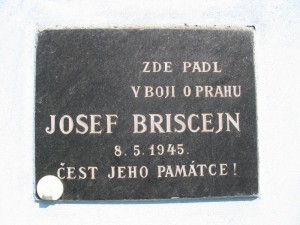 ZDE PADL
V BOJI O PRAHU
JOSEF BRISCEJN
8. 5. 1945.
ČEST JEHO PAMÁTCE!